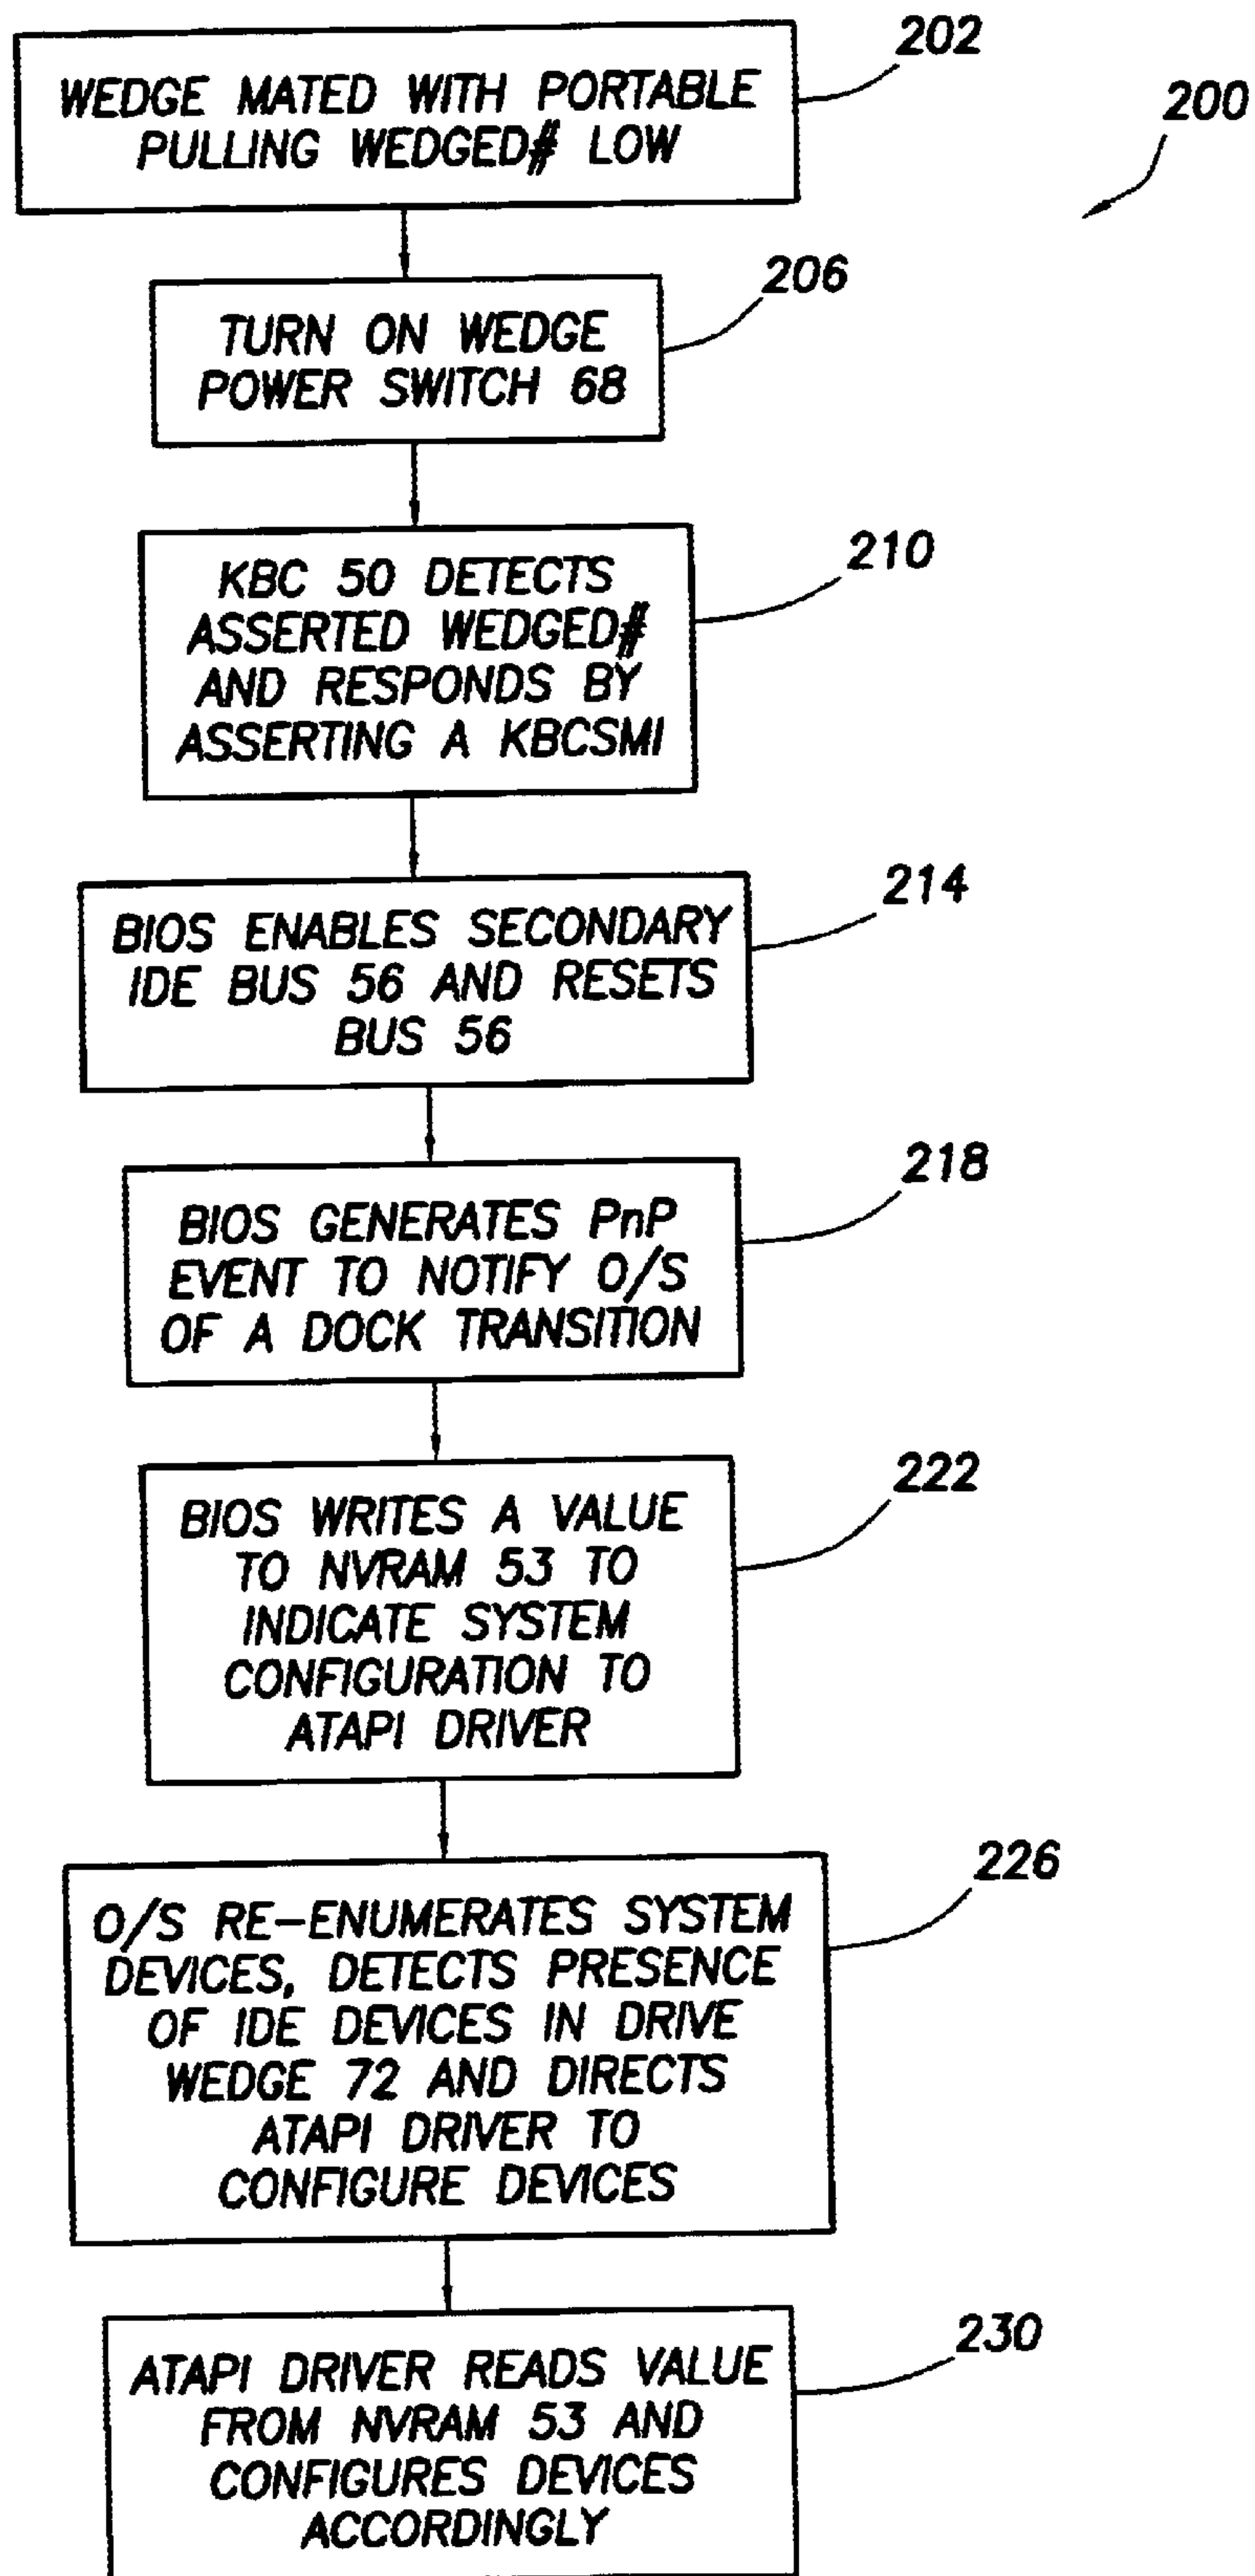 202
200
WEDGE MATED WITH PORTABLE
PULLING WEDGED# LOW
206
TURN ON WEDGE
POWER SWITCH 68
210
KBC 50 DETECTS
ASSERTED WEDGED#
AND RESPONDS BY
ASSERTING A KBCSMI
214
BIOS ENABLES SECONDARY
IDE BUS 56 AND RESETS
BUS 56
218
BIOS GENERATES PnP
EVENT TO NOTIFY O/S
OF A DOCK TRANSITION
222
BIOS WRITES A VALUE
TO NVRAM 53 TO
INDICATE SYSTEM
CONFIGURATION TO
ATAPI DRIVER
226
O/S RE-ENUMERATES SYSTEM
DEVICES, DETECTS PRESENCE
OF IDE DEVICES IN DRIVE
WEDGE 72 AND DIRECTS
ATAPI DRIVER TO
CONFIGURE DEVICES
230
ATAPI DRIVER READS VALUE
FROM NVRAM 53 AND
CONFIGURES DEVICES
ACCORDINGLY